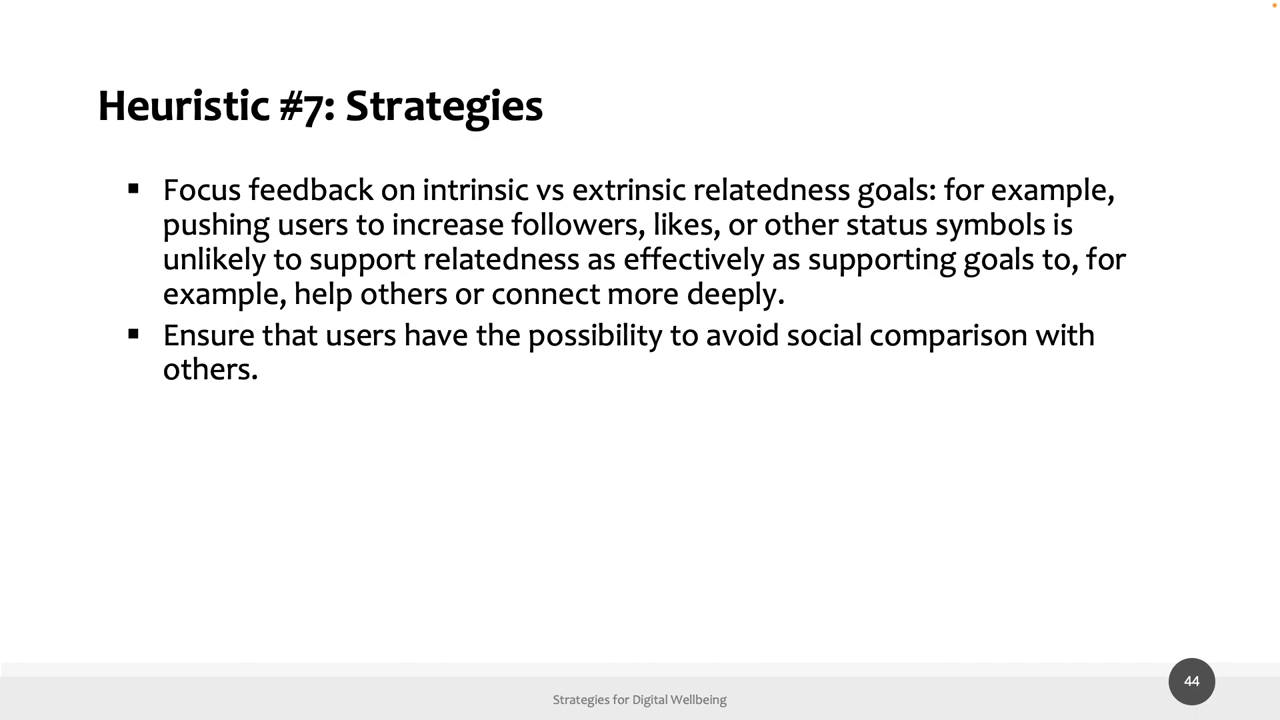 Heuristic #7: Strategies
▪ Focus feedback on intrinsic vs extrinsic relatedness goals: for example,
pushing users to increase followers, likes, or other status symbols is
unlikely to support relatedness as effectively as supporting goals to, for
example, help others or connect more deeply.
▪ Ensure that users have the possibility to avoid social comparison with
others.
44
Strategies for Digital Wellbeing